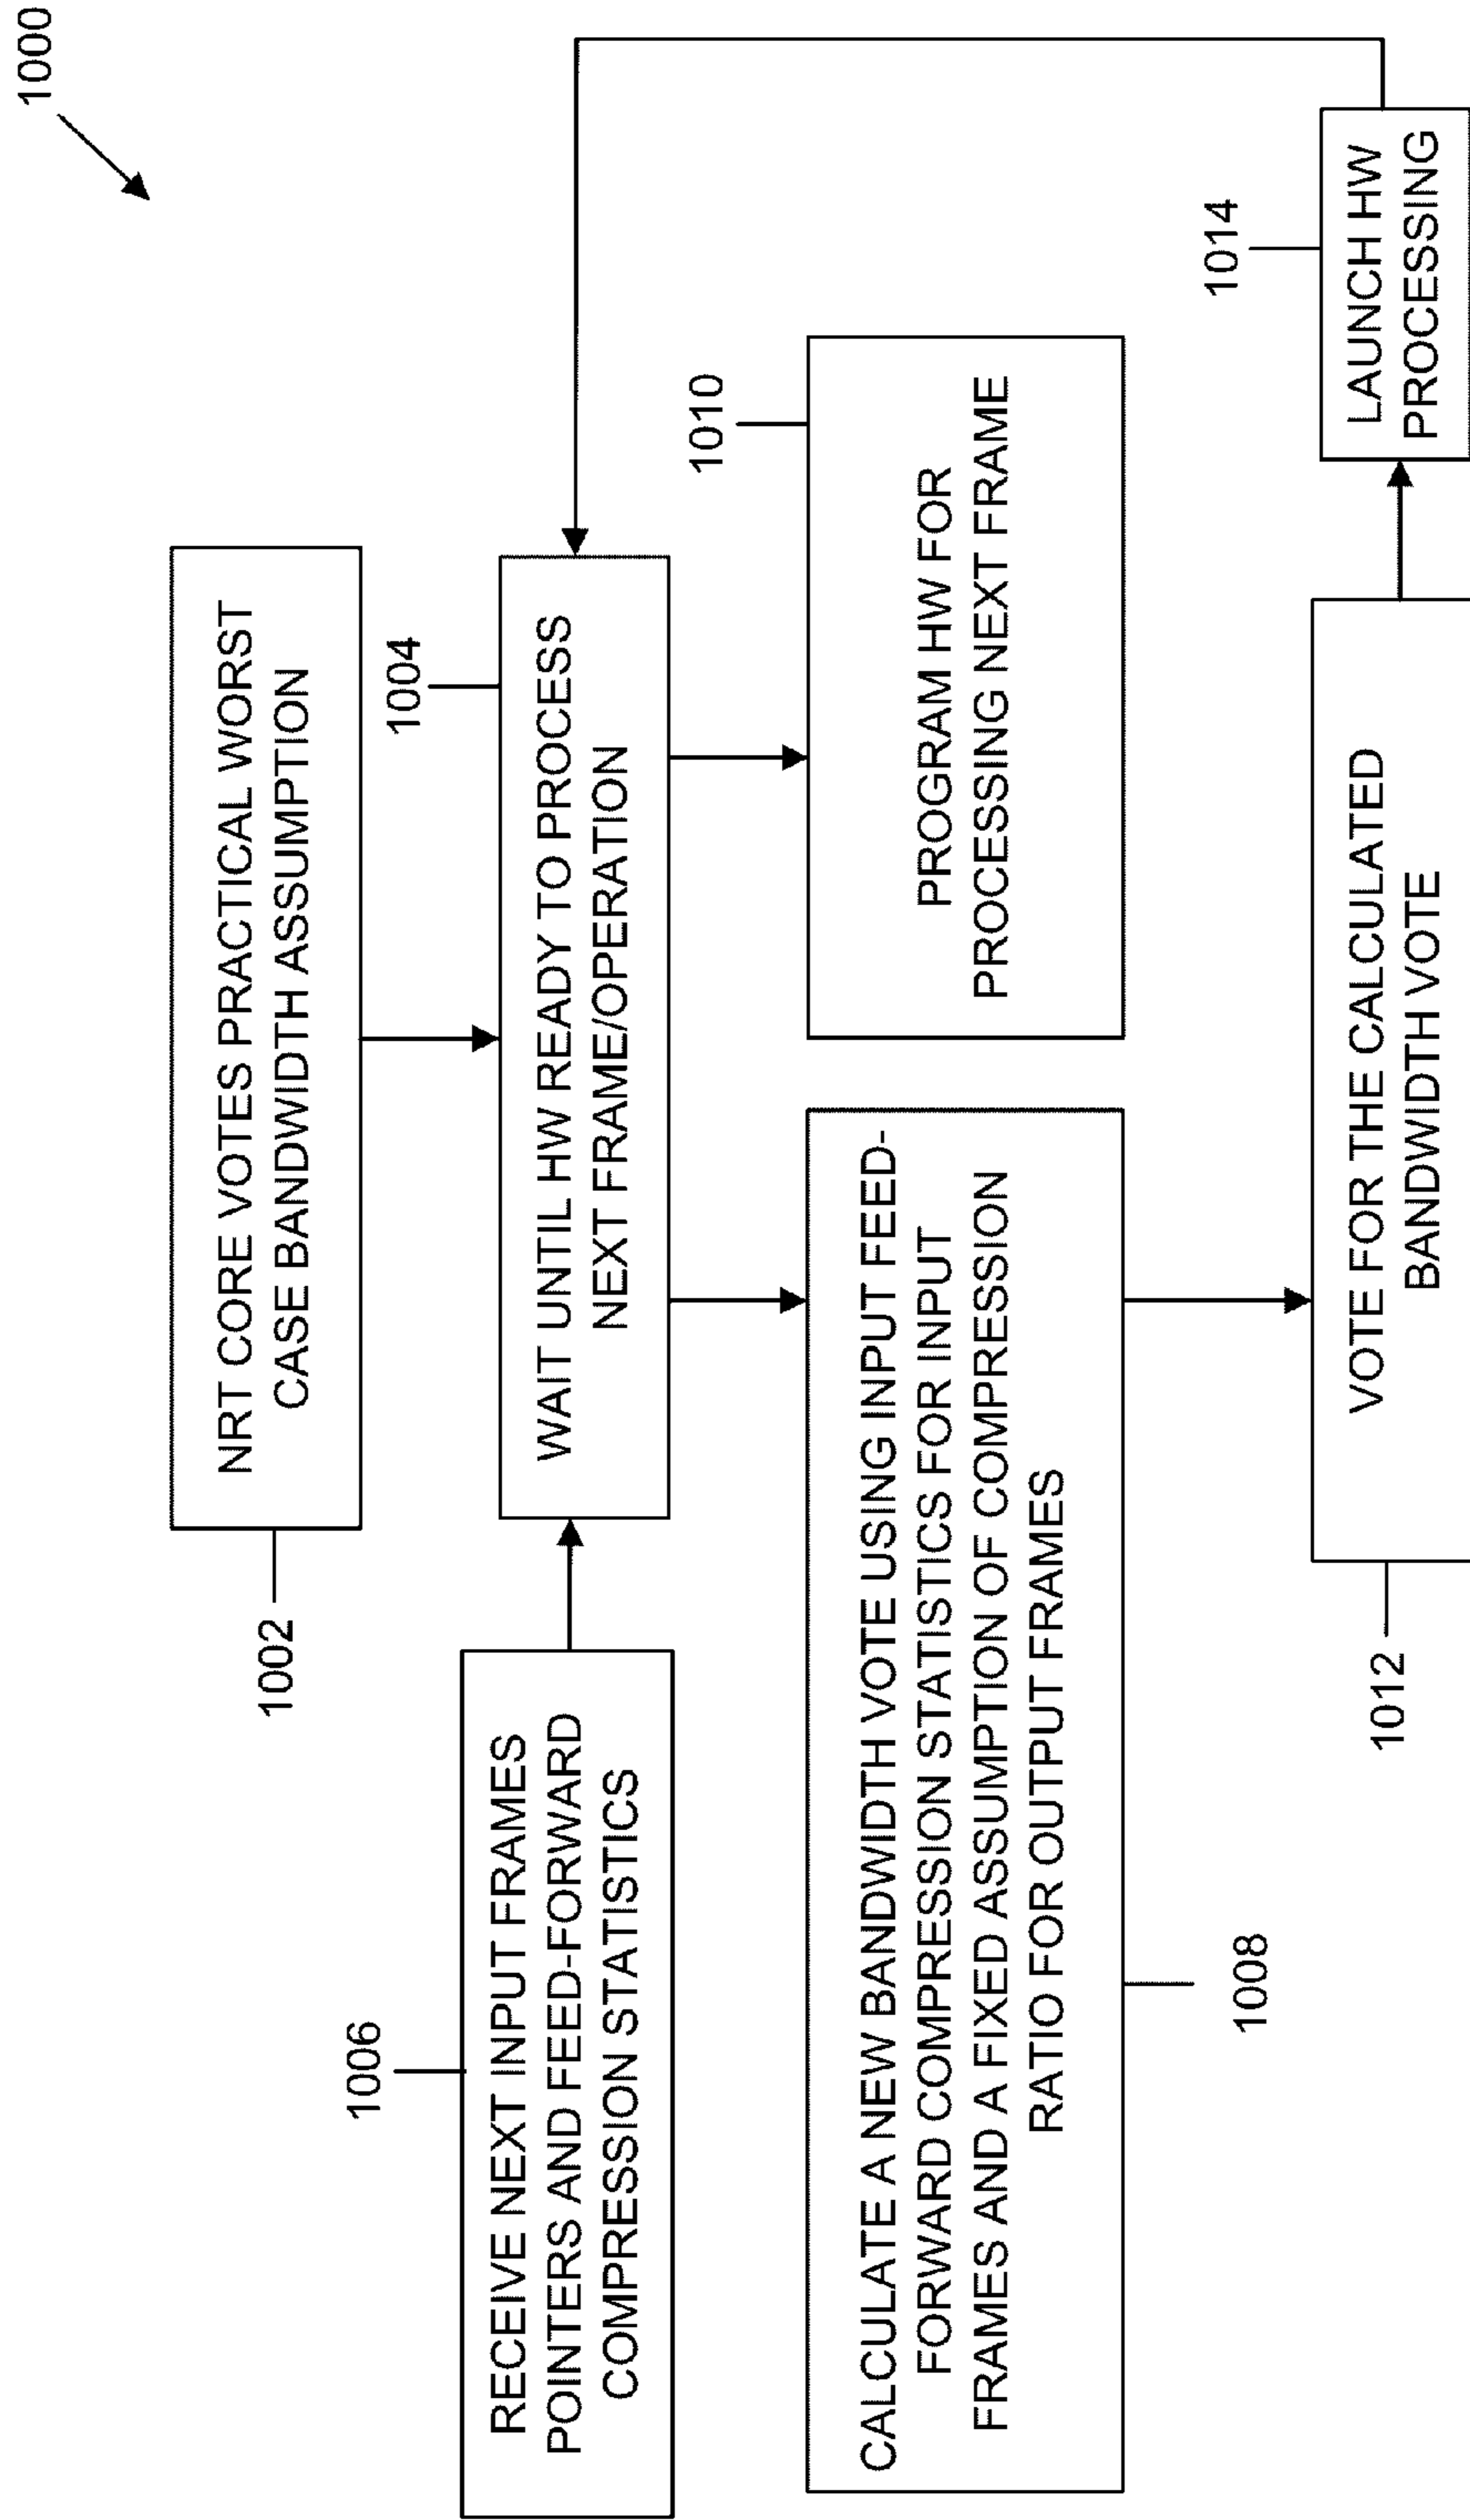 1000
NRT CORE VOTES PRACTICAL WORST
CASE BANDWIDTH ASSUMPTION
1002
1004
WAIT UNTIL HW READY TO PROCESS
NEXT FRAME/OPERATION
1006
RECEIVE NEXT INPUT FRAMES
POINTERS AND FEED-FORWARD
COMPRESSION STATISTICS
CALCULATE A NEW BANDWIDTH VOTE USING INPUT FEED-
FORWARD COMPRESSION STATISTICS FOR INPUT
FRAMES AND A FIXED ASSUMPTION OF COMPRESSION
RATIO FOR OUTPUT FRAMES
1008
1010
PROGRAM HW FOR
PROCESSING NEXT FRAME
1012
VOTE FOR THE CALCULATED
BANDWIDTH VOTE
1014
LAUNCH HW
PROCESSING